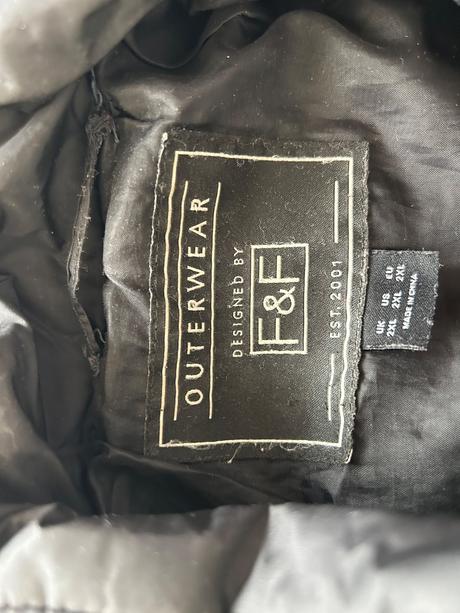 OUTERWEAR
DESIGNED BY
F&F
EST. 2001
UK US EU
2XL 2XL 2XL
MADE IN CHINA